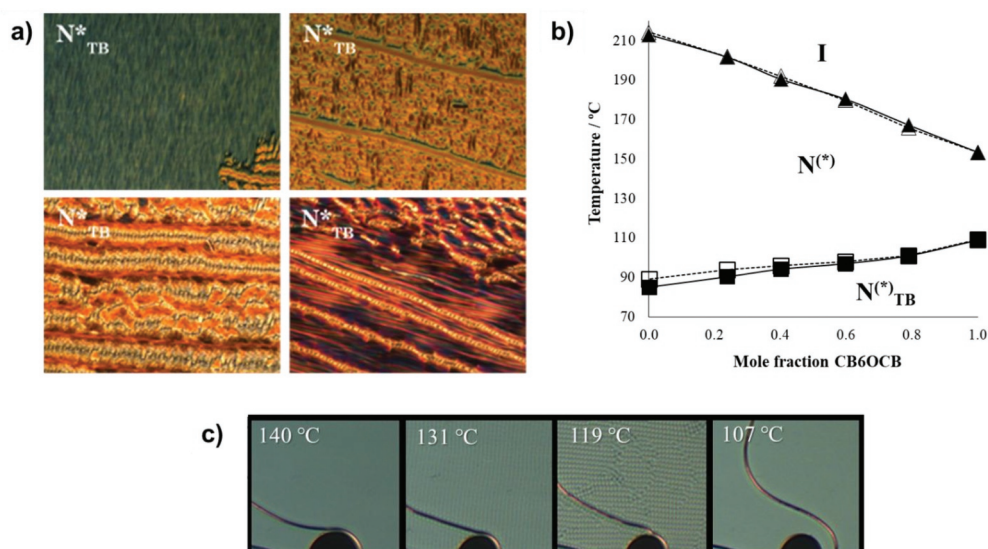 a)
N*TB
N*TB
N*TB
N*TB
b)
Temperature / °C
210
190
170
150
130
110
90
70
I
N(*)
N(*)TB
0.0 0.2 0.4 0.6 0.8 1.0
Mole fraction CB6OCB
c)
140 °C
131 °C
119 °C
107 °C